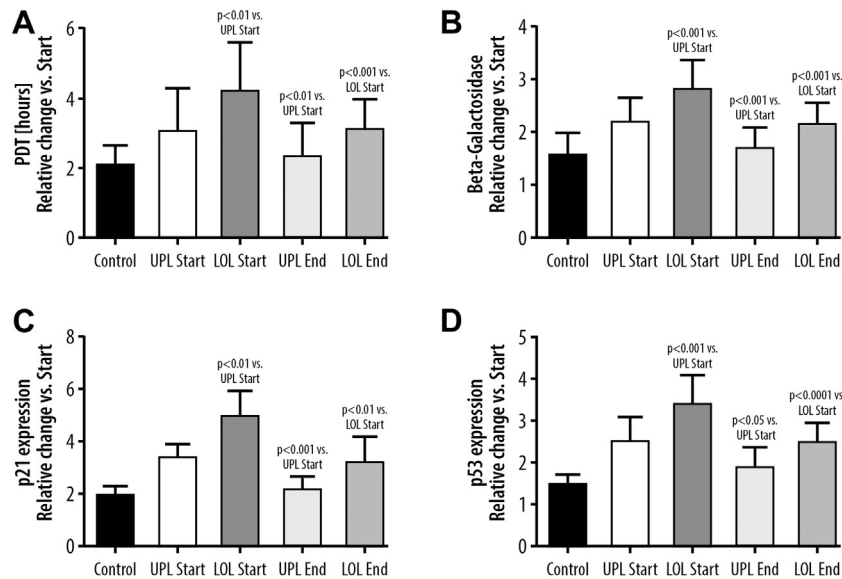 A
PDT [hours]
Relative change vs. Start
6
4
2
0
p<0.01 vs.
UPL Start
p<0.01 vs.
UPL Start
p<0.001 vs.
LOL Start
Control
UPL Start
LOL Start
UPL End
LOL End
B
Beta-Galactosidase
Relative change vs. Start
4
3
2
1
0
p<0.001 vs.
UPL Start
p<0.001 vs.
UPL Start
p<0.001 vs.
LOL Start
Control
UPL Start
LOL Start
UPL End
LOL End
C
p21 expression
Relative change vs. Start
8
6
4
2
0
p<0.01 vs.
UPL Start
p<0.001 vs.
UPL Start
p<0.01 vs.
LOL Start
Control
UPL Start
LOL Start
UPL End
LOL End
D
p53 expression
Relative change vs. Start
5
4
3
2
1
0
p<0.001 vs.
UPL Start
p<0.05 vs.
UPL Start
p<0.0001 vs
LOL Start
Control
UPL Start
LOL Start
UPL End
LOL End